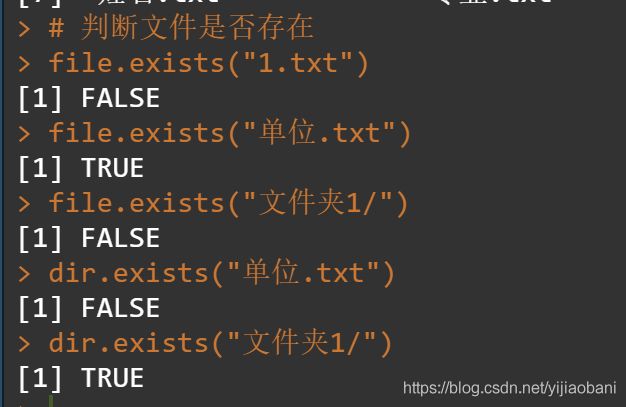 > # 判断文件是否存在
> file.exists("1.txt")
[1] FALSE
> file.exists("单位.txt")
[1] TRUE
> file.exists("文件夹1/")
[1] FALSE
> dir.exists("单位.txt")
[1] FALSE
> dir.exists("文件夹1/")
[1] TRUE
https://blog.csdn.net/yijiaobani